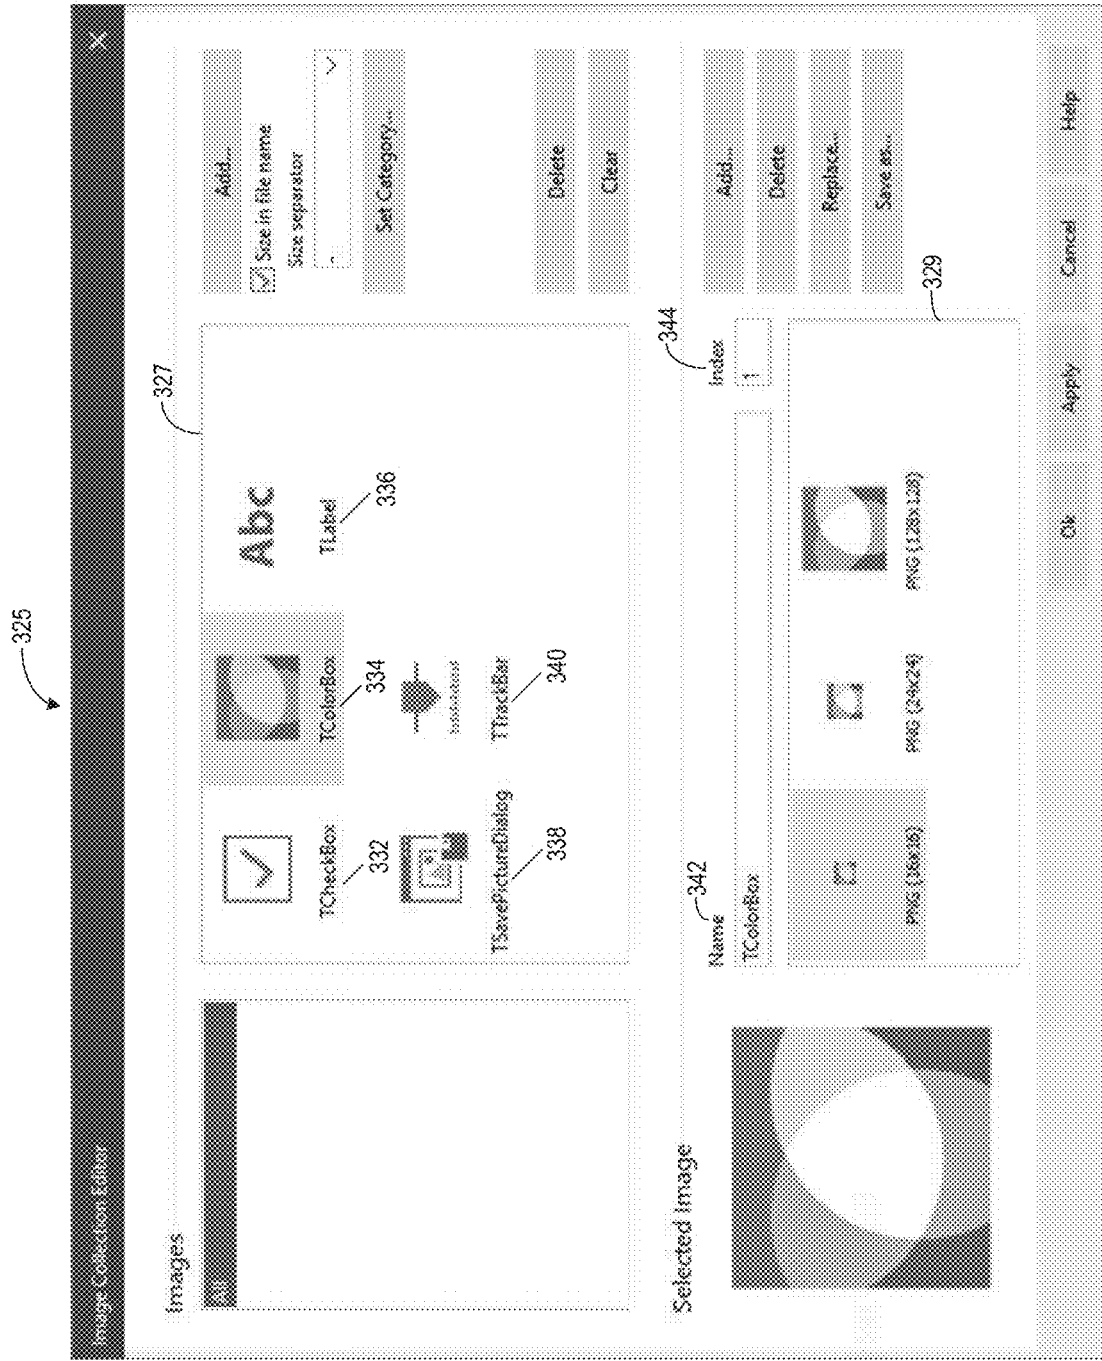 325
Image Collection Editor X
Images
327
All
Abc
TCheckBox
TColorBox
TLabel
332
334
336
TSavePictureDialog
TTrackBar
338
340
Add...
Size in file name
Size separator
Set Category...
Delete
Clear
Selected Image
342
344
Name
Index
TColorBox
1
PNG (16x16)
PNG (24x24)
PNG (128x128)
329
Add...
Delete
Replace...
Save as...
Ok
Apply
Cancel
Help